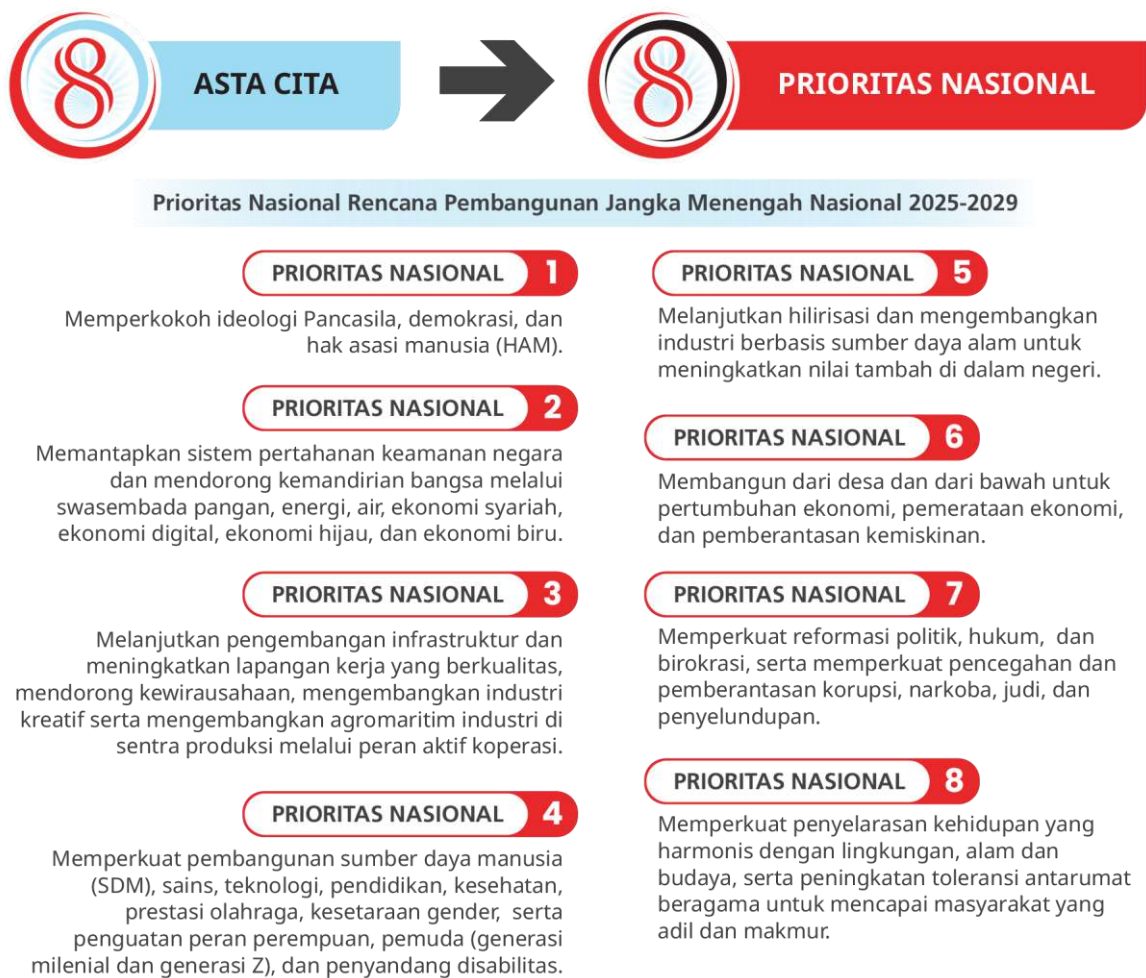 8
ASTA CITA
8
PRIORITAS NASIONAL
Prioritas Nasional Rencana Pembangunan Jangka Menengah Nasional 2025-2029
PRIORITAS NASIONAL 1
Memperkokoh ideologi Pancasila, demokrasi, dan
hak asasi manusia (HAM).
PRIORITAS NASIONAL 2
Memantapkan sistem pertahanan keamanan negara
dan mendorong kemandirian bangsa melalui
swasembada pangan, energi, air, ekonomi syariah,
ekonomi digital, ekonomi hijau, dan ekonomi biru.
PRIORITAS NASIONAL 3
Melanjutkan pengembangan infrastruktur dan
meningkatkan lapangan kerja yang berkualitas,
mendorong kewirausahaan, mengembangkan industri
kreatif serta mengembangkan agromaritim industri di
sentra produksi melalui peran aktif koperasi.
PRIORITAS NASIONAL 4
Memperkuat pembangunan sumber daya manusia
(SDM), sains, teknologi, pendidikan, kesehatan,
prestasi olahraga, kesetaraan gender, serta
penguatan peran perempuan, pemuda (generasi
milenial dan generasi Z), dan penyandang disabilitas.
PRIORITAS NASIONAL 5
Melanjutkan hilirisasi dan mengembangkan
industri berbasis sumber daya alam untuk
meningkatkan nilai tambah di dalam negeri.
PRIORITAS NASIONAL 6
Membangun dari desa dan dari bawah untuk
pertumbuhan ekonomi, pemerataan ekonomi,
dan pemberantasan kemiskinan.
PRIORITAS NASIONAL 7
Memperkuat reformasi politik, hukum, dan
birokrasi, serta memperkuat pencegahan dan
pemberantasan korupsi, narkoba, judi, dan
penyelundupan.
PRIORITAS NASIONAL 8
Memperkuat penyelarasan kehidupan yang
harmonis dengan lingkungan, alam dan
budaya, serta peningkatan toleransi antarumat
beragama untuk mencapai masyarakat yang
adil dan makmur.